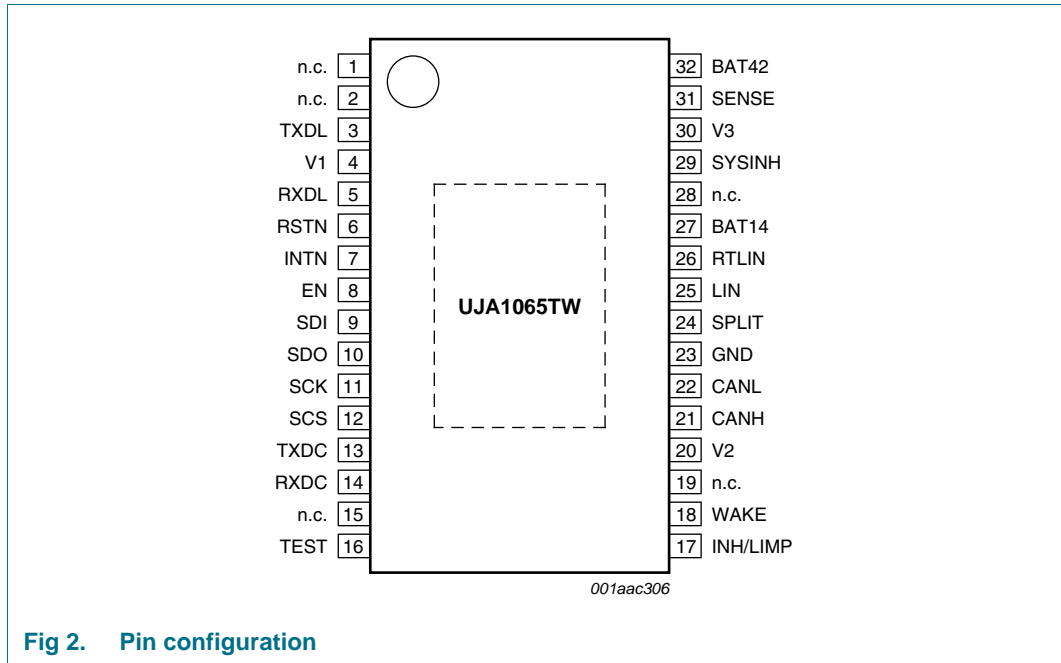 n.c. 1 32 BAT42
n.c. 2 31 SENSE
TXDL 3 30 V3
V1 4 29 SYSINH
RXDL 5 28 n.c.
RSTN 6 27 BAT14
INTN 7 26 RTLIN
EN 8 25 LIN
UJA1065TW
SDI 9 24 SPLIT
SDO 10 23 GND
SCK 11 22 CANL
SCS 12 21 CANH
TXDC 13 20 V2
RXDC 14 19 n.c.
n.c. 15 18 WAKE
TEST 16 17 INH/LIMP
001aac306
Fig 2. Pin configuration